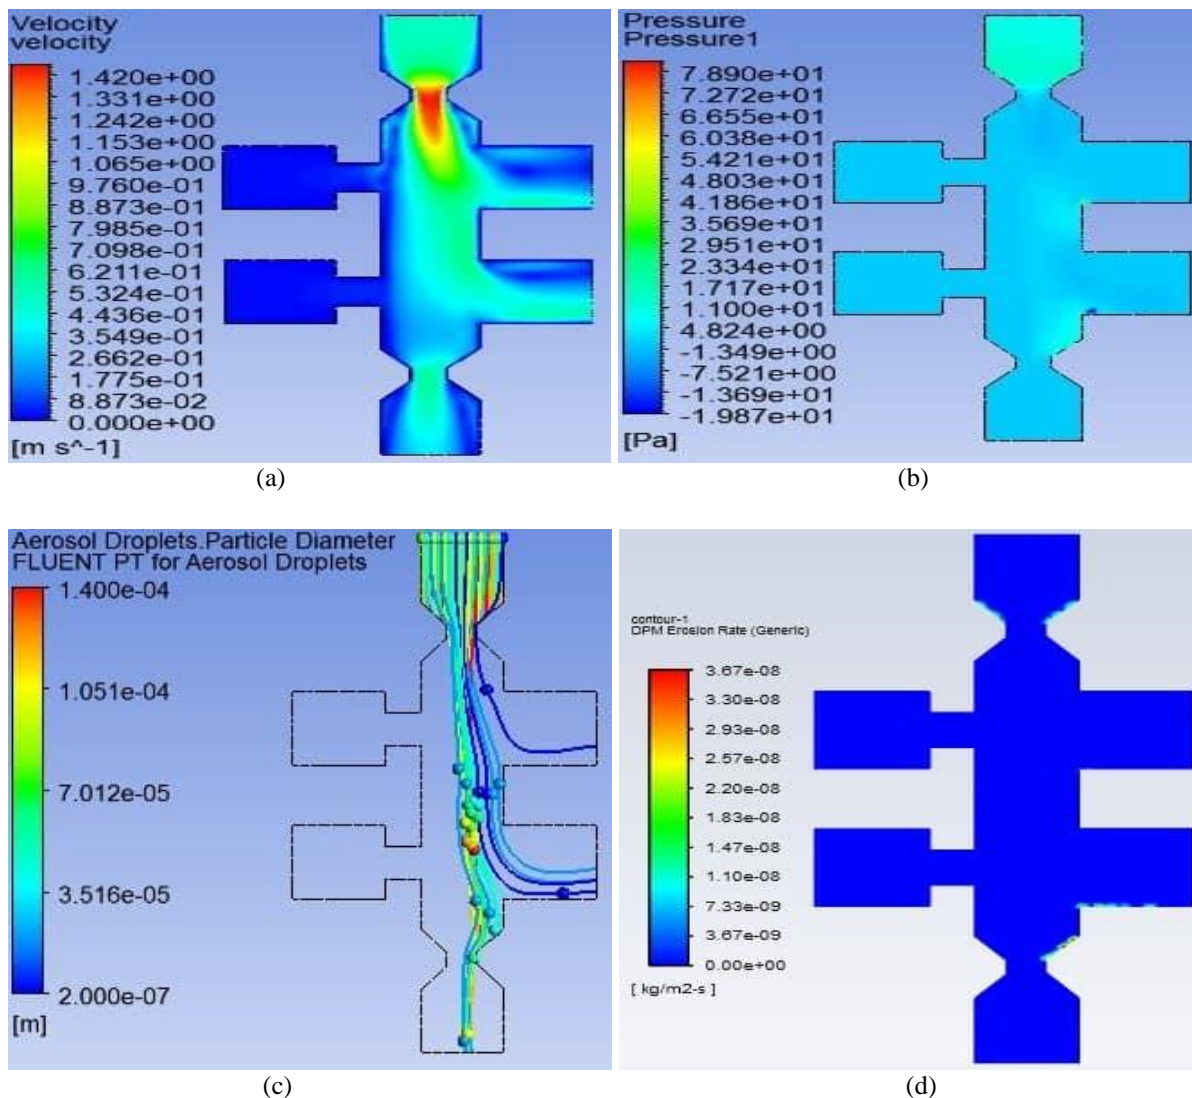 Velocity
velocity
1.420e+00
1.331e+00
1.242e+00
1.153e+00
1.065e+00
9.760e-01
8.873e-01
7.985e-01
7.098e-01
6.211e-01
5.324e-01
4.436e-01
3.549e-01
2.662e-01
1.775e-01
8.873e-02
0.000e+00
[m s^-1]
(a)
Pressure
Pressure1
7.890e+01
7.272e+01
6.655e+01
6.038e+01
5.421e+01
4.803e+01
4.186e+01
3.569e+01
2.951e+01
2.334e+01
1.717e+01
1.100e+01
4.824e+00
-1.349e+00
-7.521e+00
-1.369e+01
-1.987e+01
[Pa]
(b)
Aerosol Droplets.Particle Diameter
FLUENT PT for Aerosol Droplets
1.400e-04
1.051e-04
7.012e-05
3.516e-05
2.000e-07
[m]
(c)
contour-1
DPM Erosion Rate (Generic)
3.67e-08
3.30e-08
2.93e-08
2.57e-08
2.20e-08
1.83e-08
1.47e-08
1.10e-08
7.33e-09
3.67e-09
0.00e+00
[ kg/m2-s ]
(d)